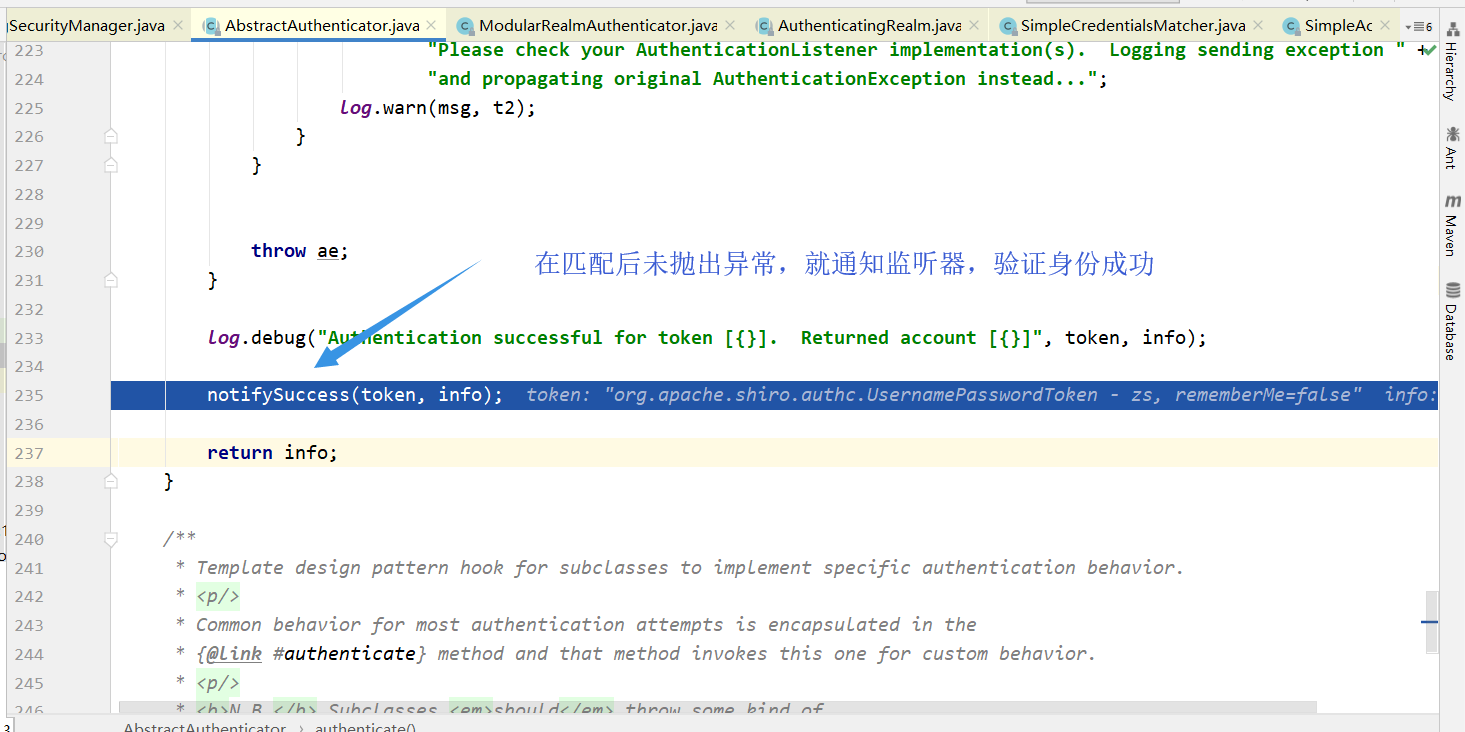 gSecurityManager.java AbstractAuthenticator.java ModularRealmAuthenticator.java AuthenticatingRealm.java SimpleCredentialsMatcher.java SimpleAc 6
223 "Please check your AuthenticationListener implementation(s).  Logging sending exception " +
224 "and propagating original AuthenticationException instead...";
225 log.warn(msg, t2);
226 }
227 }
228
229
230 throw ae;
在匹配后未抛出异常，就通知监听器，验证身份成功
231 }
232
233 log.debug("Authentication successful for token [{}].  Returned account [{}]", token, info);
234
235 notifySuccess(token, info);  token: "org.apache.shiro.authc.UsernamePasswordToken - zs, rememberMe=false"  info:
236
237 return info;
238 }
239
240 /**
241 * Template design pattern hook for subclasses to implement specific authentication behavior.
242 * <p/>
243 * Common behavior for most authentication attempts is encapsulated in the
244 * {@link #authenticate} method and that method invokes this one for custom behavior.
245 * <p/>
246 * <b>N.B.</b> Subclasses <em>should</em> throw some kind of
AbstractAuthenticator › authenticate()
Hierarchy
Ant
Maven
Database